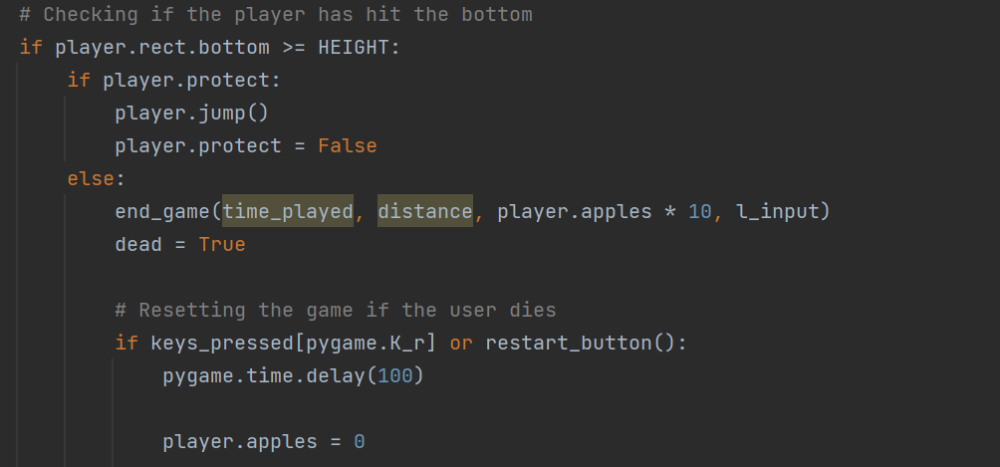 # Checking if the player has hit the bottom
if player.rect.bottom >= HEIGHT:
    if player.protect:
        player.jump()
        player.protect = False
    else:
        end_game(time_played, distance, player.apples * 10, l_input)
        dead = True

        # Resetting the game if the user dies
        if keys_pressed[pygame.K_r] or restart_button():
            pygame.time.delay(100)

            player.apples = 0